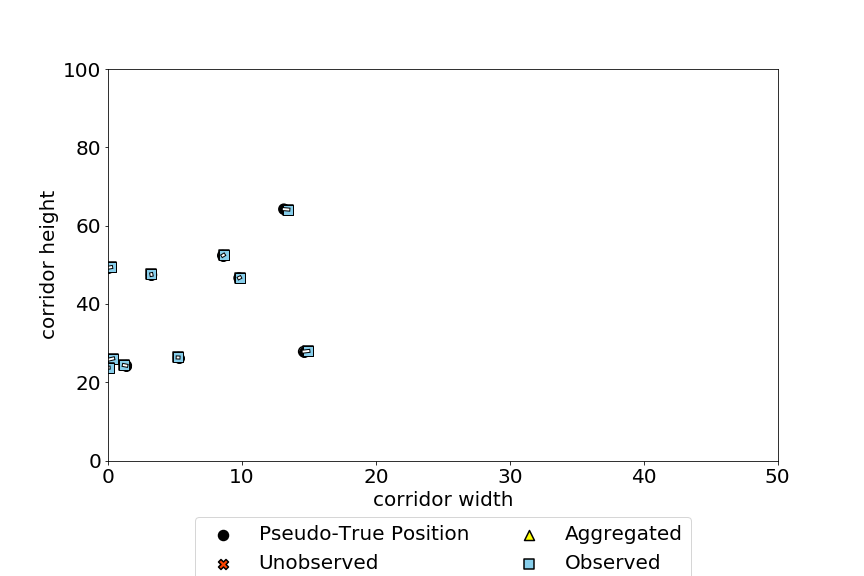 100
80
60
40
20
0
corridor height
0 10 20 30 40 50
corridor width
Pseudo-True Position Aggregated
Unobserved Observed